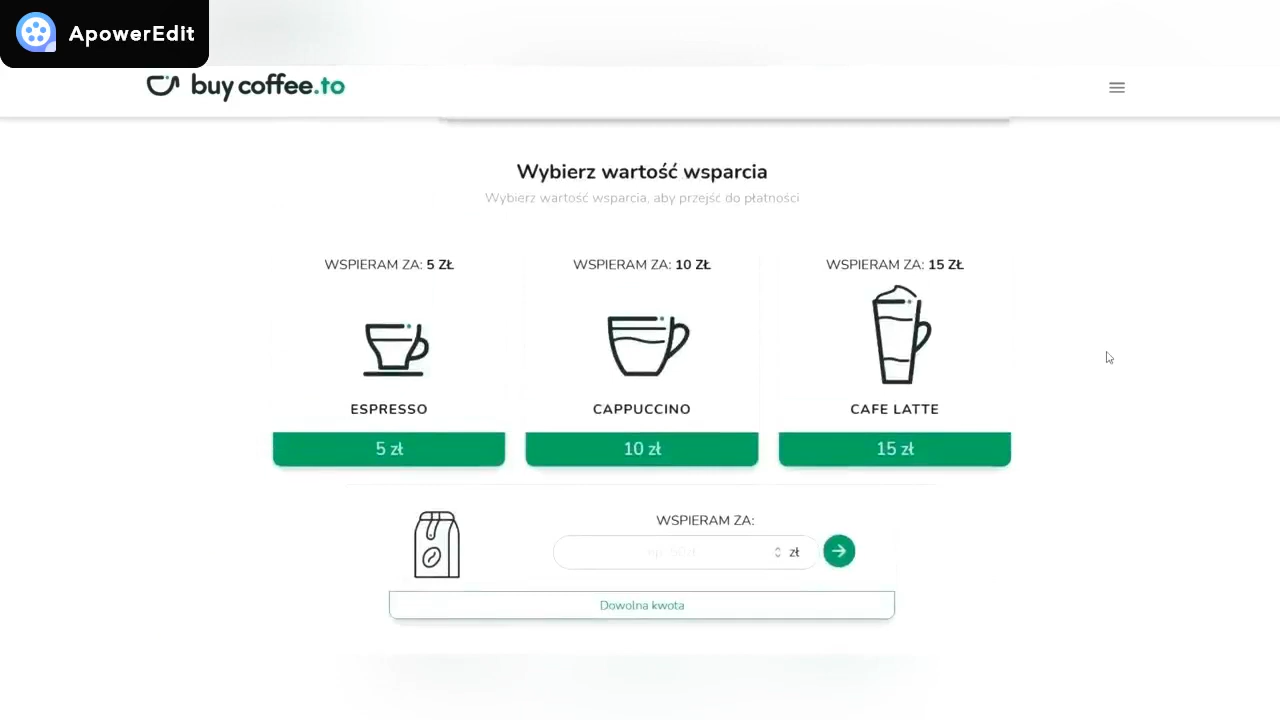 ApowerEdit
buycoffee.to
Wybierz wartość wsparcia
Wybierz wartość wsparcia, aby przejść do płatności
WSPIERAM ZA: 5 ZŁ
WSPIERAM ZA: 10 ZŁ
WSPIERAM ZA: 15 ZŁ
ESPRESSO
CAPPUCCINO
CAFE LATTE
5 zł
10 zł
15 zł
WSPIERAM ZA:
zł
Dowolna kwota